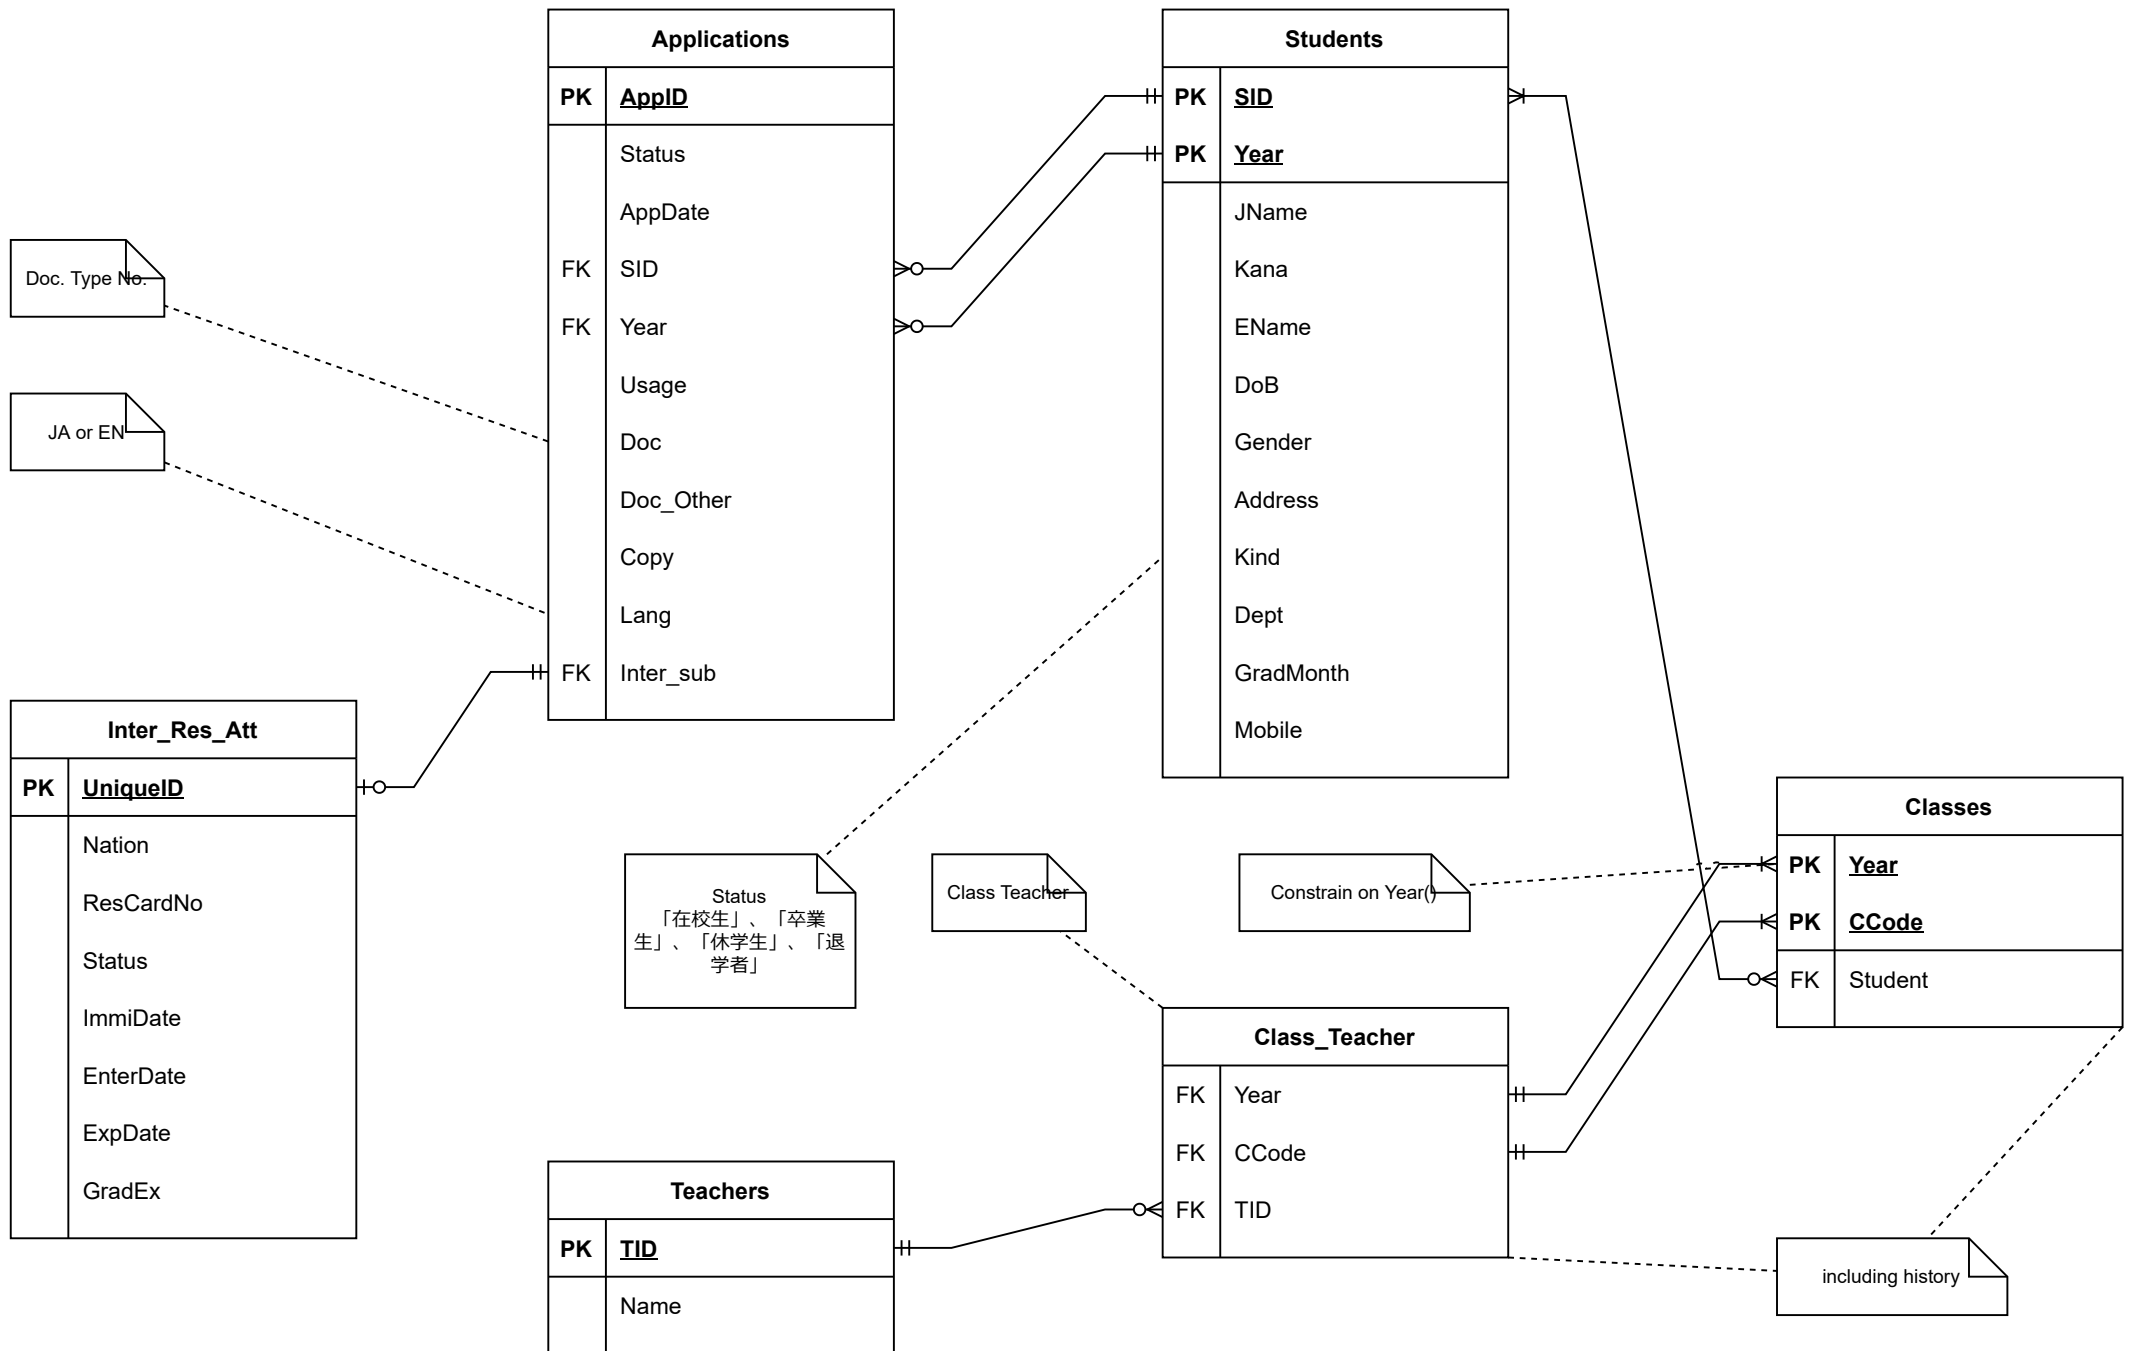 Applications
PK AppID
Status
AppDate
FK SID
FK Year
Usage
Doc
Doc_Other
Copy
Lang
FK Inter_sub
Students
PK SID
PK Year
JName
Kana
EName
DoB
Gender
Address
Kind
Dept
GradMonth
Mobile
Doc. Type No.
JA or EN
Inter_Res_Att
PK UniqueID
Nation
ResCardNo
Status
ImmiDate
EnterDate
ExpDate
GradEx
Status
「在校生」、「卒業
生」、「休学生」、「退
学者」
Class Teacher
Constrain on Year()
Classes
PK Year
PK CCode
FK Student
Class_Teacher
FK Year
FK CCode
FK TID
Teachers
PK TID
Name
including history